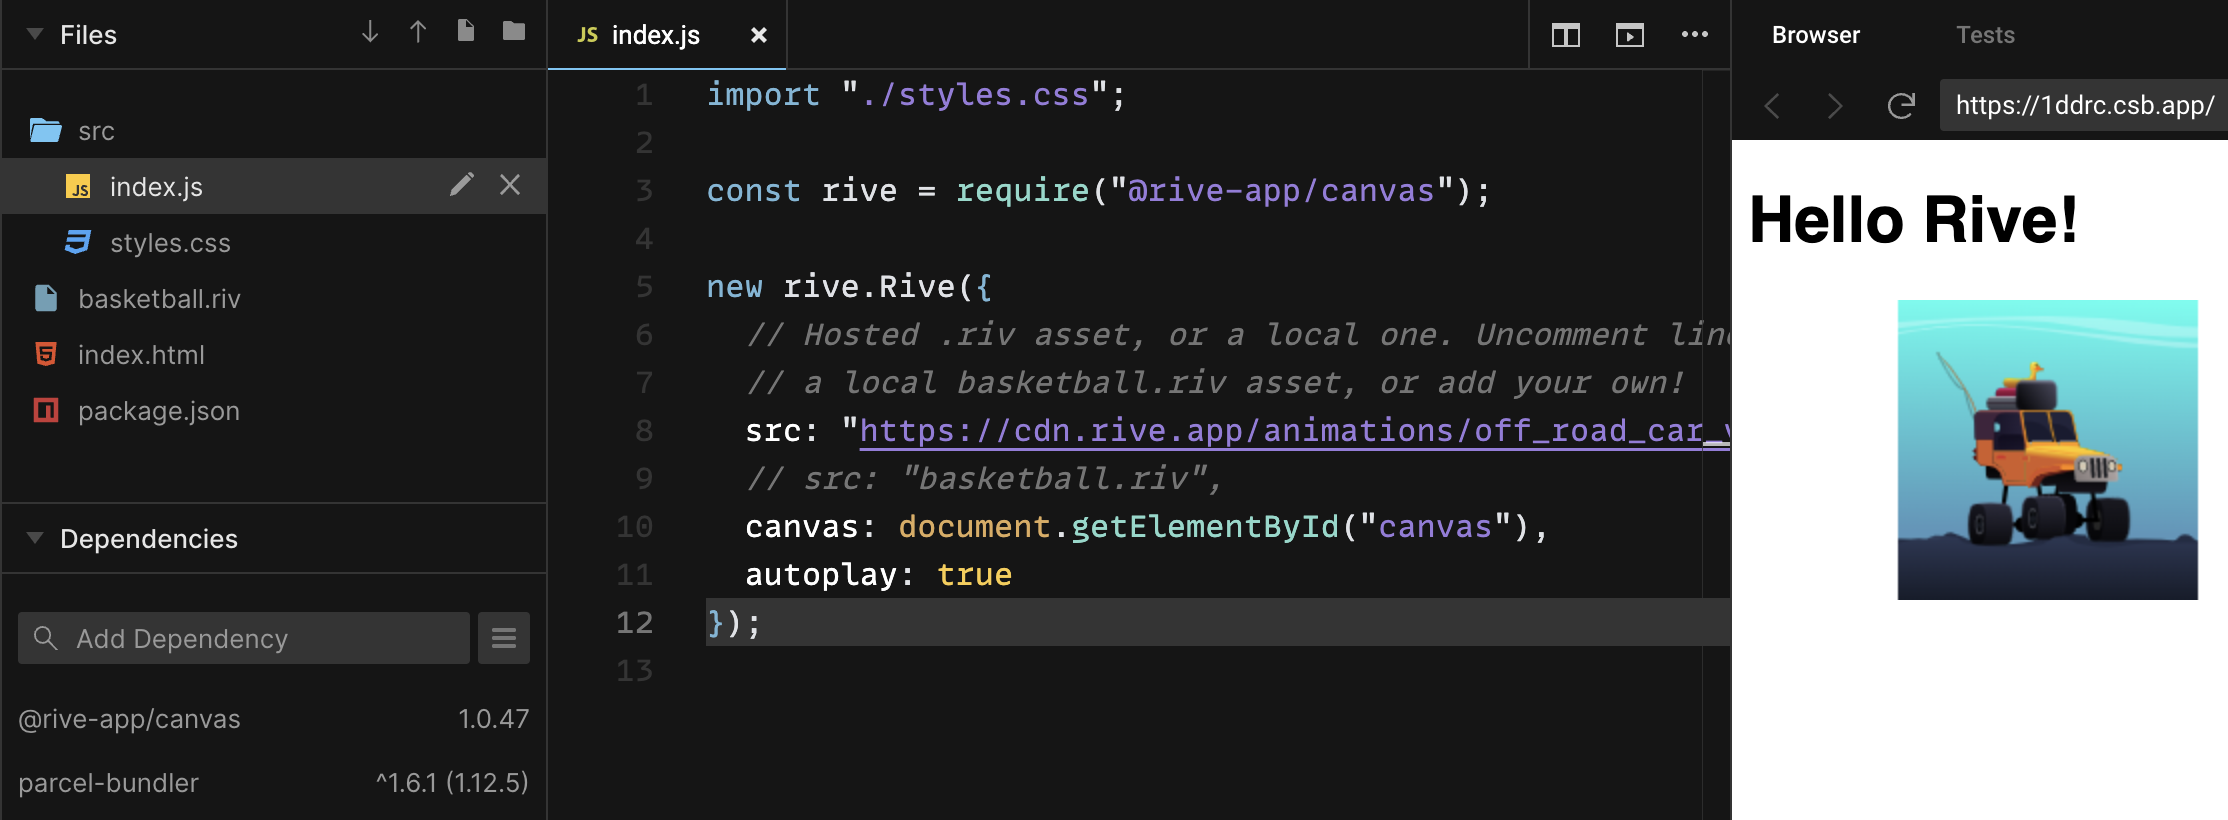 Files
src
index.js
styles.css
basketball.riv
index.html
package.json
Dependencies
Add Dependency
@rive-app/canvas 1.0.47
parcel-bundler ^1.6.1 (1.12.5)
JS index.js
1 import "./styles.css";
2
3 const rive = require("@rive-app/canvas");
4
5 new rive.Rive({
6 // Hosted .riv asset, or a local one. Uncomment
7 // a local basketball.riv asset, or add your own!
8 src: "https://cdn.rive.app/animations/off_road_car_
9 // src: "basketball.riv",
10 canvas: document.getElementById("canvas"),
11 autoplay: true
12 });
13
Browser Tests
https://1ddrc.csb.app/
Hello Rive!